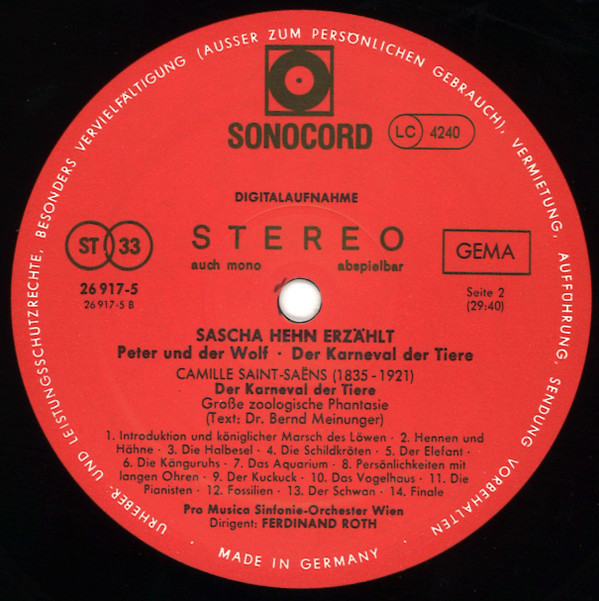 URHEBER- UND LEISTUNGSSCHUTZRECHTE, BESONDERS VERVIELFÄLTIGUNG (AUSSER ZUM PERSÖNLICHEN GEBRAUCH), VERMIETUNG, AUFFÜHRUNG, SENDUNG VORBEHALTEN
SONOCORD
LC 4240
DIGITALAUFNAHME
ST 33
STEREO
auch mono abspielbar
GEMA
26 917-5
26 917-5 B
Seite 2
(29:40)
SASCHA HEHN ERZÄHLT
Peter und der Wolf · Der Karneval der Tiere
CAMILLE SAINT-SAËNS (1835-1921)
Der Karneval der Tiere
Große zoologische Phantasie
(Text: Dr. Bernd Meinunger)
1. Introduktion und königlicher Marsch des Löwen · 2. Hennen und
Hähne · 3. Die Halbesel · 4. Die Schildkröten · 5. Der Elefant ·
6. Die Känguruhs · 7. Das Aquarium · 8. Persönlichkeiten mit
langen Ohren · 9. Der Kuckuck · 10. Das Vogelhaus · 11. Die
Pianisten · 12. Fossilien · 13. Der Schwan · 14. Finale
Pro Musica Sinfonie-Orchester Wien
Dirigent: FERDINAND ROTH
· MADE IN GERMANY ·